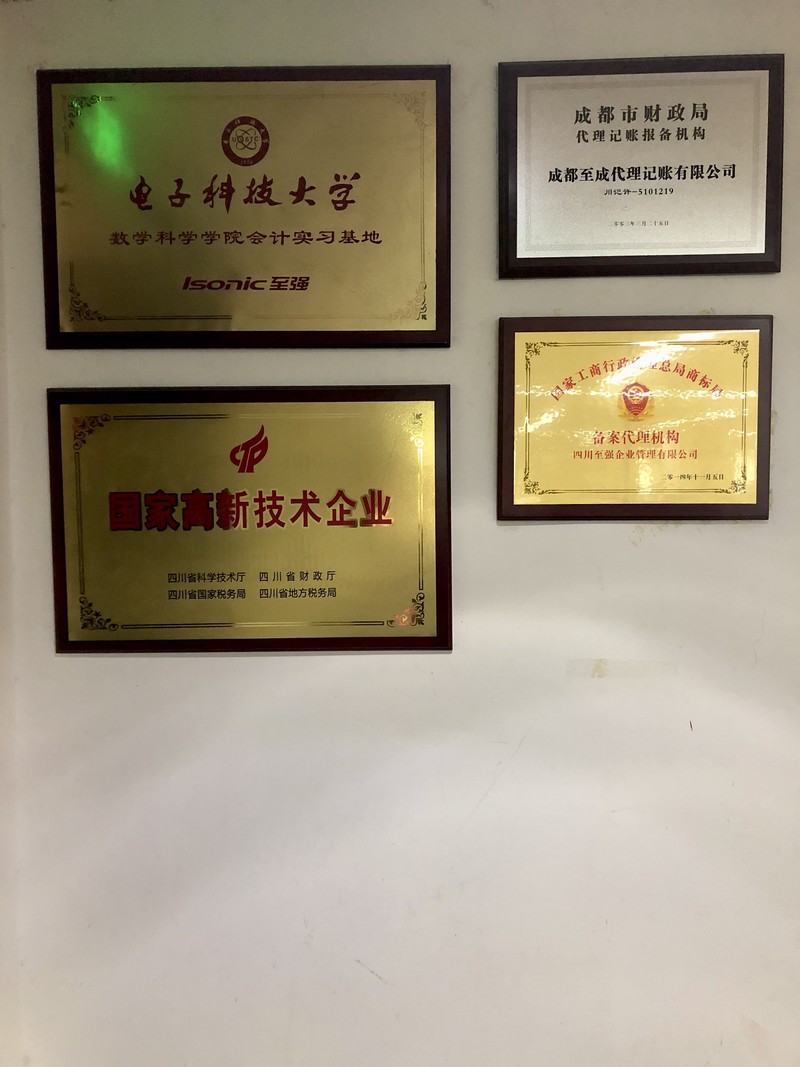 电子科技大学
数学科学学院会计实习基地
Isonic 至强
成都市财政局
代理记账报备机构
成都至成代理记账有限公司
川记许-5101219
国家高新技术企业
四川省科学技术厅 四川省财政厅
四川省国家税务局 四川省地方税务局
国家工商行政管理总局商标局
备案代理机构
四川至强企业管理有限公司
二零一四年十一月五日